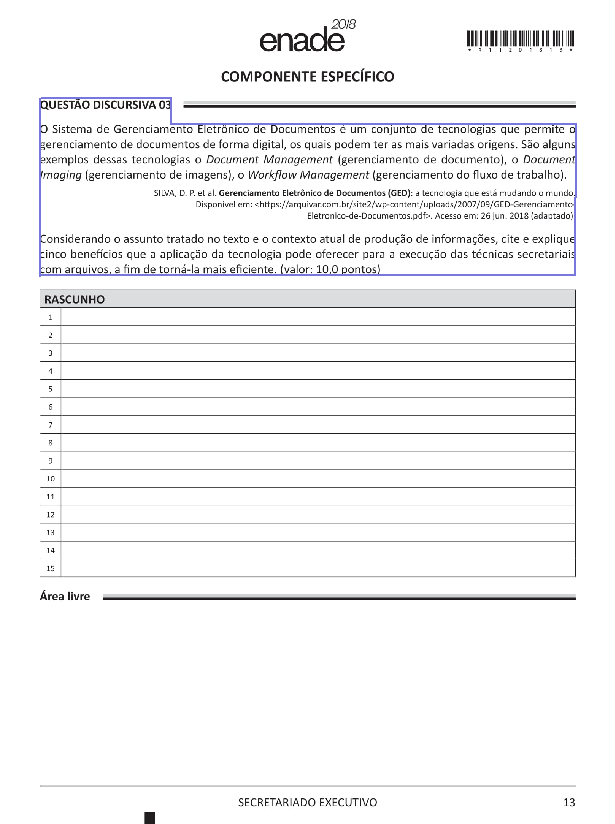 enade 2018
*R1320181 3*
COMPONENTE ESPECÍFICO
QUESTÃO DISCURSIVA 03
O Sistema de Gerenciamento Eletrônico de Documentos é um conjunto de tecnologias que permite o
gerenciamento de documentos de forma digital, os quais podem ter as mais variadas origens. São alguns
exemplos dessas tecnologias o Document Management (gerenciamento de documento), o Document
Imaging (gerenciamento de imagens), o Workflow Management (gerenciamento do fluxo de trabalho).
SILVA, D. P. et al. Gerenciamento Eletrônico de Documentos (GED): a tecnologia que está mudando o mundo.
Disponível em: <https://arquivar.com.br/site2/wp-content/uploads/2007/09/GED-Gerenciamento-
Eletronico-de-Documentos.pdf>. Acesso em: 26 jun. 2018 (adaptado).
Considerando o assunto tratado no texto e o contexto atual de produção de informações, cite e explique
cinco benefícios que a aplicação da tecnologia pode oferecer para a execução das técnicas secretariais
com arquivos, a fim de torná-la mais eficiente. (valor: 10,0 pontos)
RASCUNHO
1
2
3
4
5
6
7
8
9
10
11
12
13
14
15
Área livre
SECRETARIADO EXECUTIVO
13